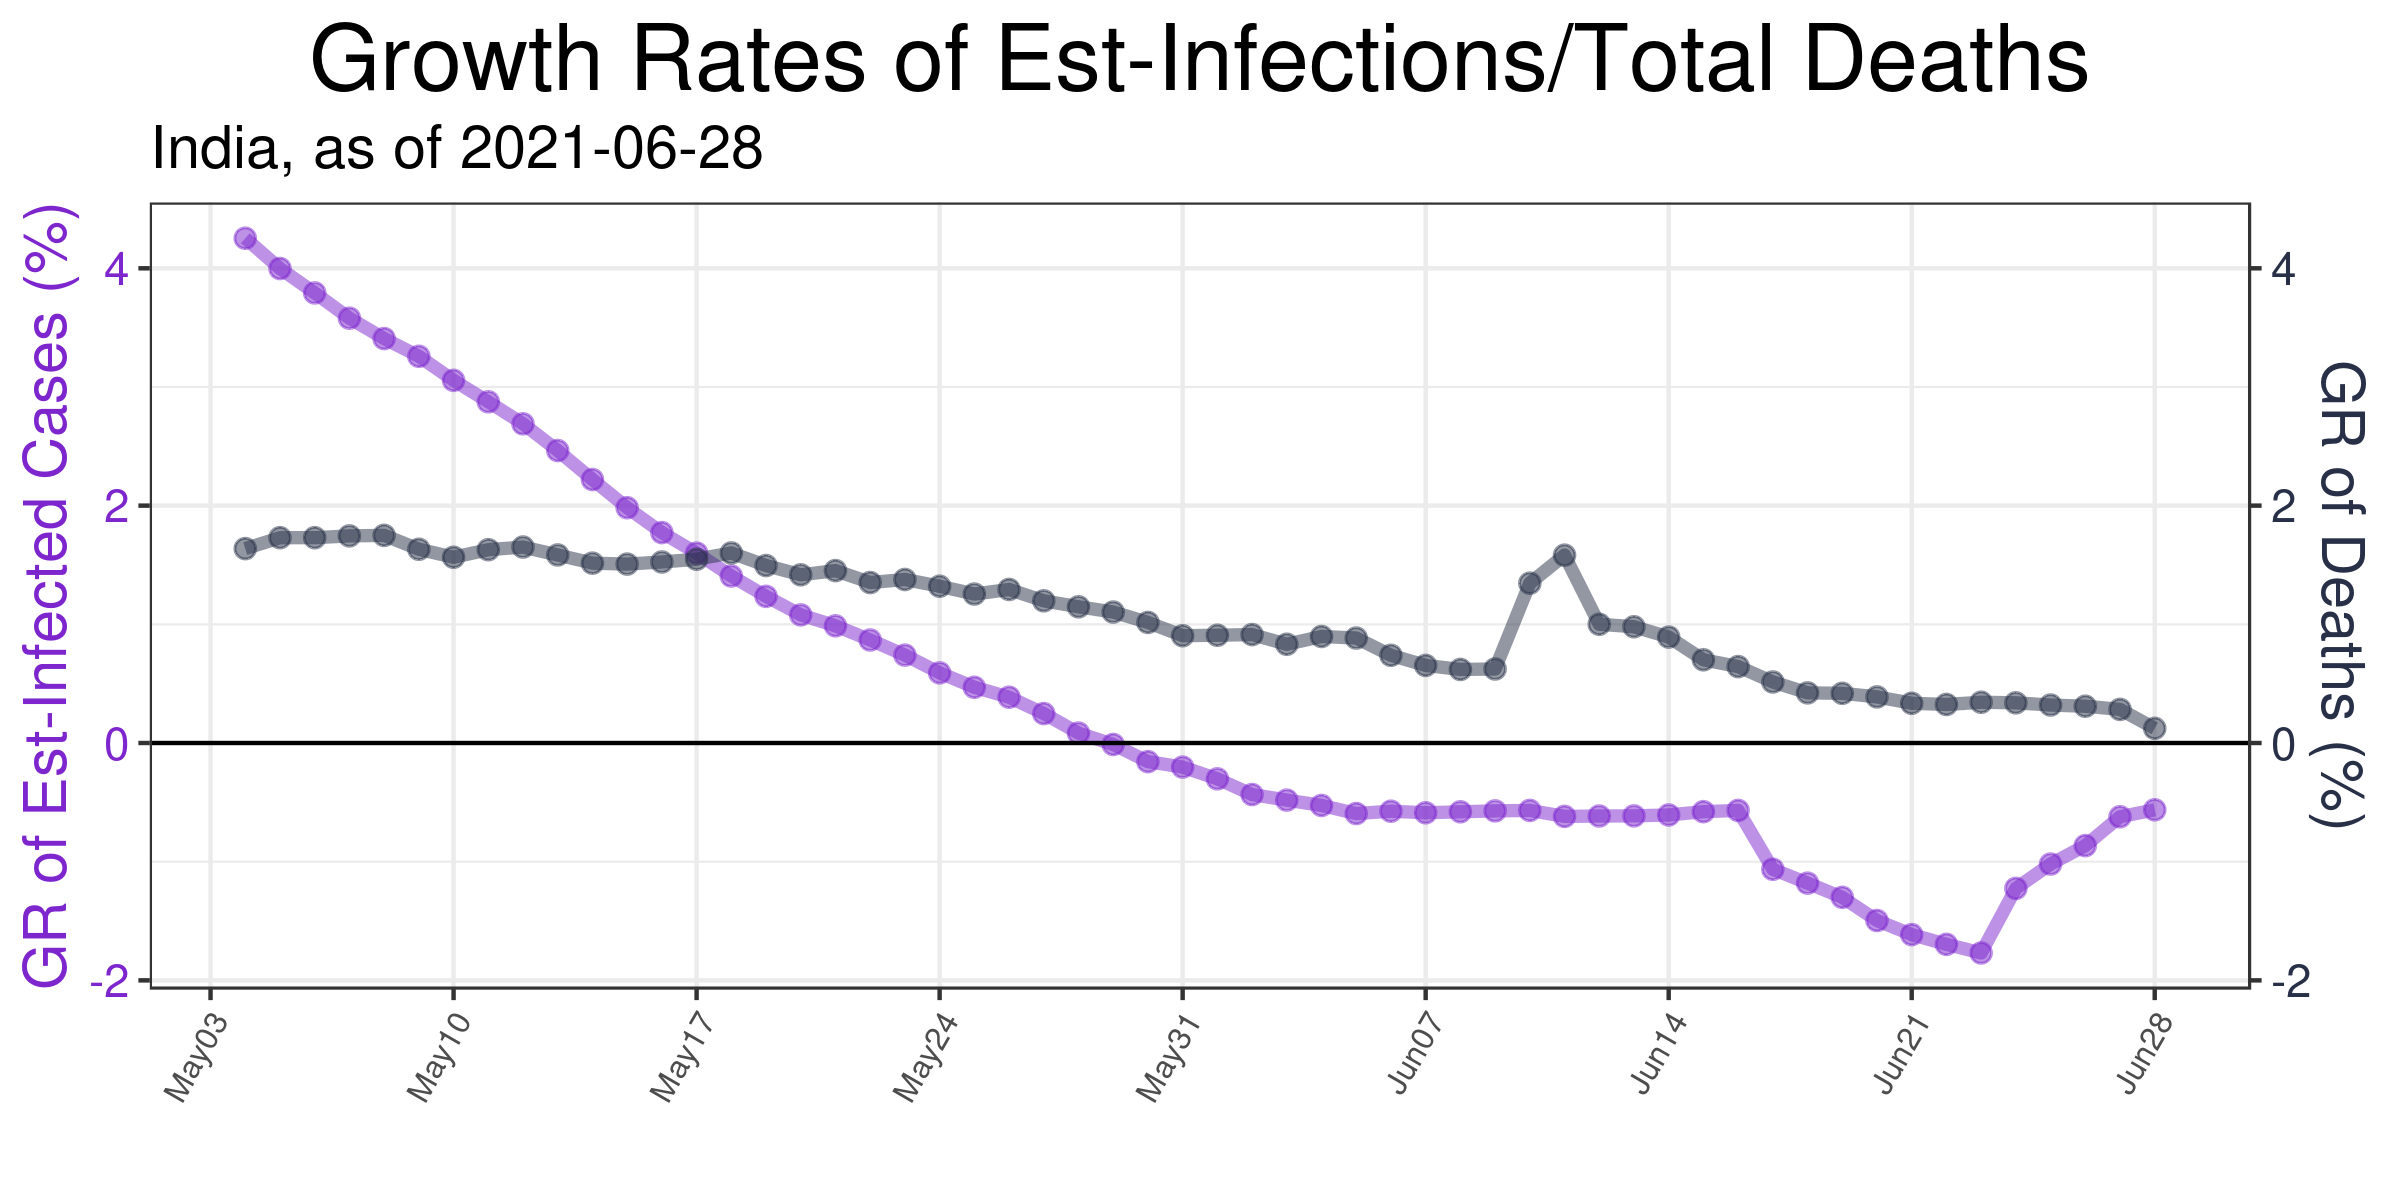 Growth Rates of Est-Infections/Total Deaths
India, as of 2021-06-28
GR of Est-Infected Cases (%)
4
2
0
-2
4
2
0
-2
GR of Deaths (%)
May03
May10
May17
May24
May31
Jun07
Jun14
Jun21
Jun28